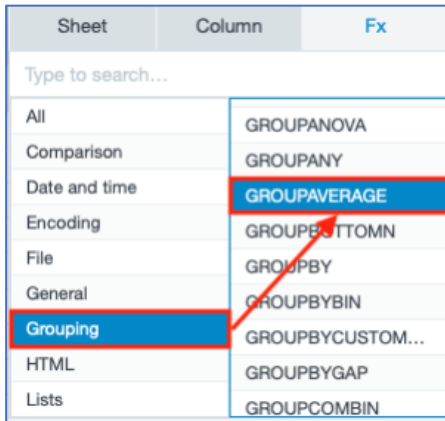 Sheet Column Fx
Type to search...
All
Comparison
Date and time
Encoding
File
General
Grouping
HTML
Lists
GROUPANOVA
GROUPANY
GROUPAVERAGE
GROUPBOTTOMN
GROUPBY
GROUPBYBIN
GROUPBYCUSTOM...
GROUPBYGAP
GROUPCOMBIN